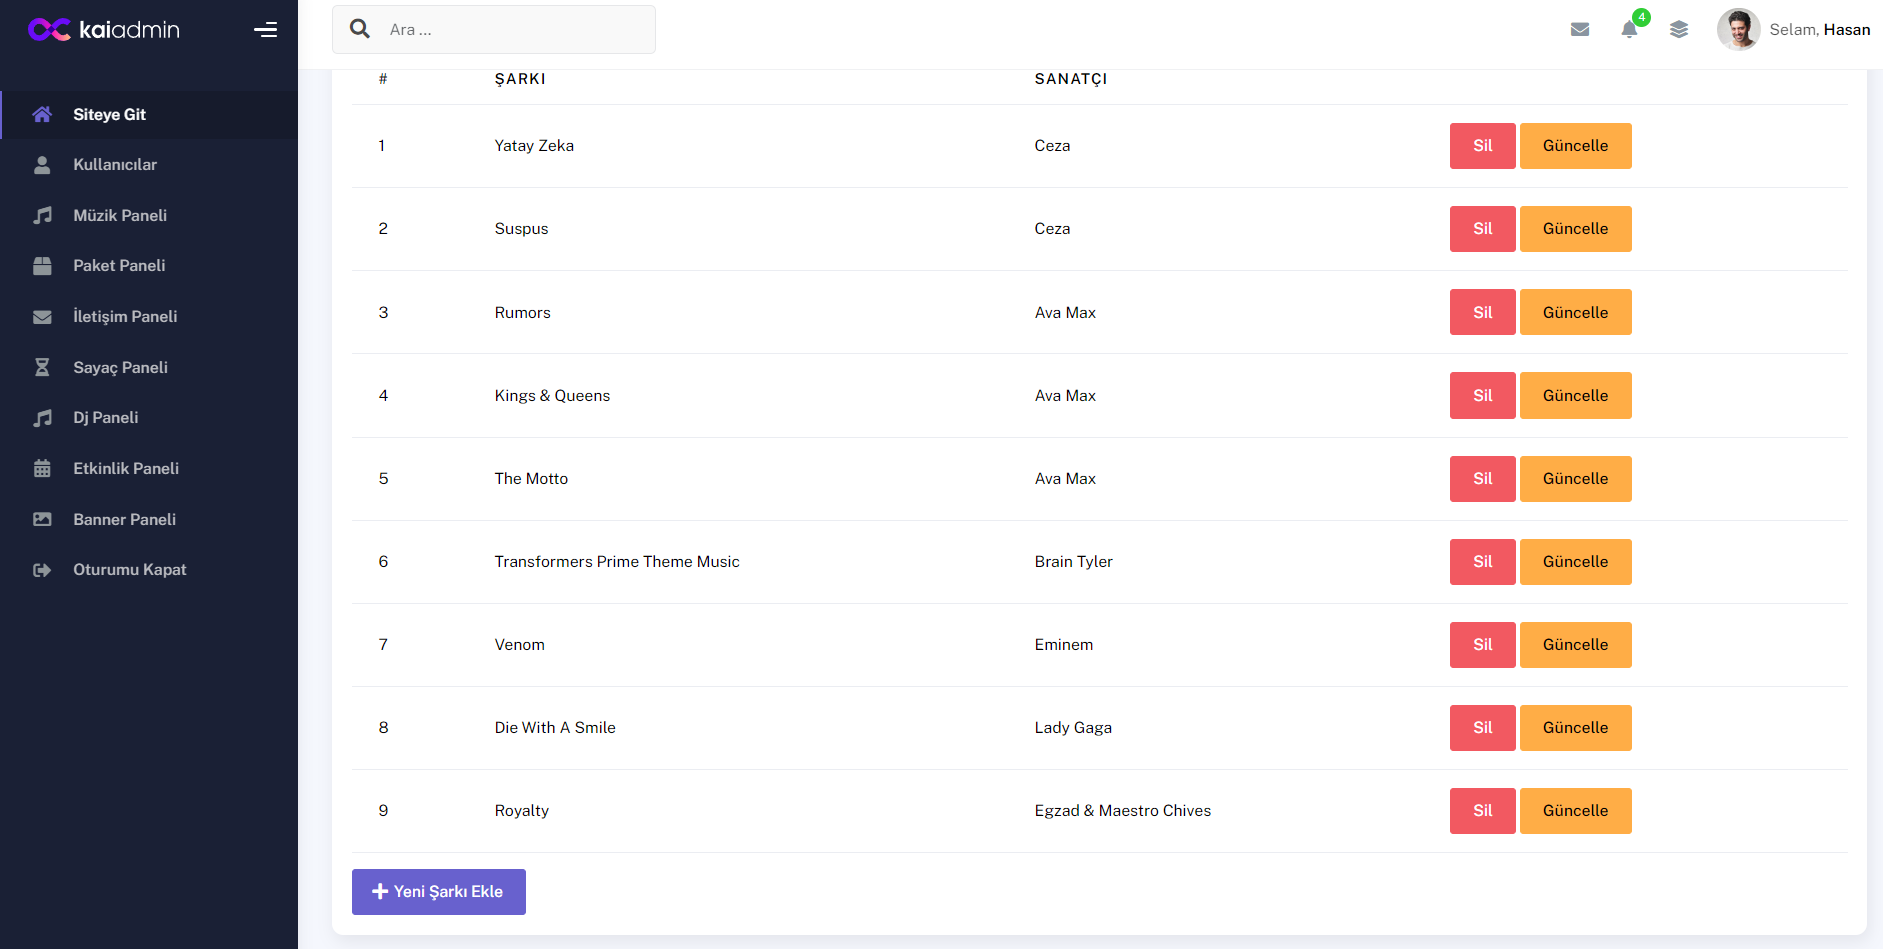 kaiadmin
Ara ...
4
Selam, Hasan
Siteye Git
Kullanıcılar
Müzik Paneli
Paket Paneli
İletişim Paneli
Sayaç Paneli
Dj Paneli
Etkinlik Paneli
Banner Paneli
Oturumu Kapat
# ŞARKI SANATÇI
1 Yatay Zeka Ceza Sil Güncelle
2 Suspus Ceza Sil Güncelle
3 Rumors Ava Max Sil Güncelle
4 Kings & Queens Ava Max Sil Güncelle
5 The Motto Ava Max Sil Güncelle
6 Transformers Prime Theme Music Brain Tyler Sil Güncelle
7 Venom Eminem Sil Güncelle
8 Die With A Smile Lady Gaga Sil Güncelle
9 Royalty Egzad & Maestro Chives Sil Güncelle
Yeni Şarkı Ekle